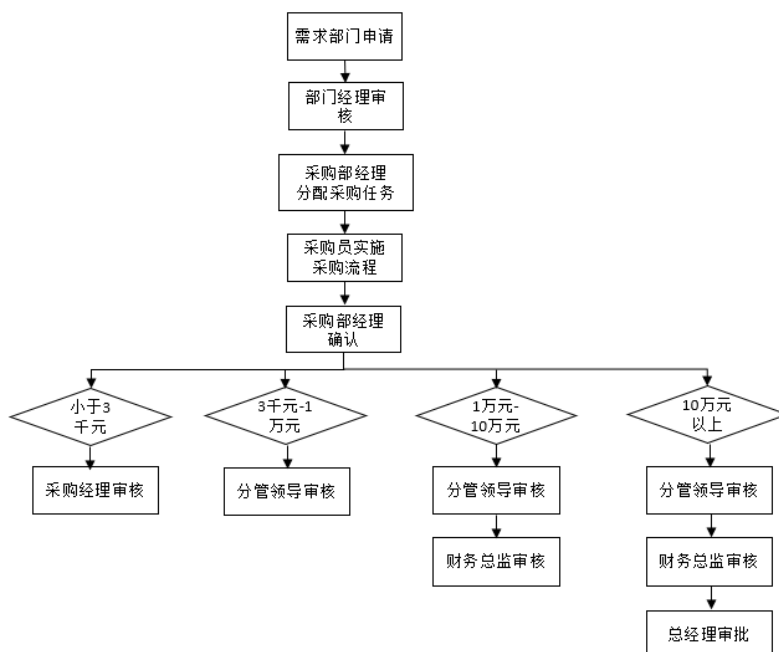 需求部门申请
部门经理审
核
采购部经理
分配采购任务
采购员实施
采购流程
采购部经理
确认
小于3
千元
3千元-1
万元
1万元-
10万元
10万元
以上
采购经理审核
分管领导审核
分管领导审核
分管领导审核
财务总监审核
财务总监审核
总经理审批